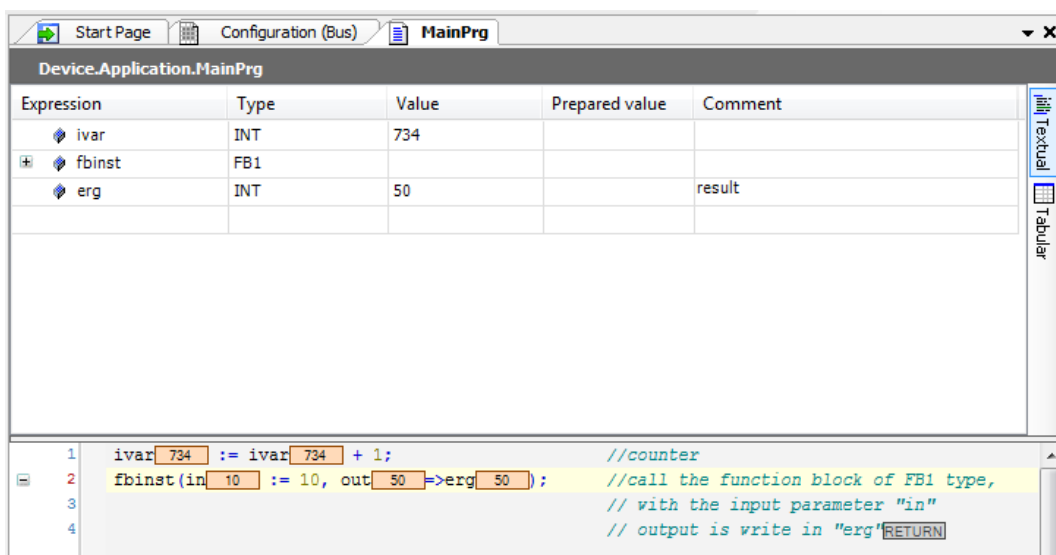 Start Page Configuration (Bus) MainPrg
Device.Application.MainPrg
Expression Type Value Prepared value Comment
ivar INT 734
fbinst FB1
erg INT 50 result
Textual
Tabular
1 ivar 734 := ivar 734 + 1; //counter
2 fbinst(in 10 := 10, out 50 =>erg 50 ); //call the function block of FB1 type,
3 // with the input parameter "in"
4 // output is write in "erg"RETURN